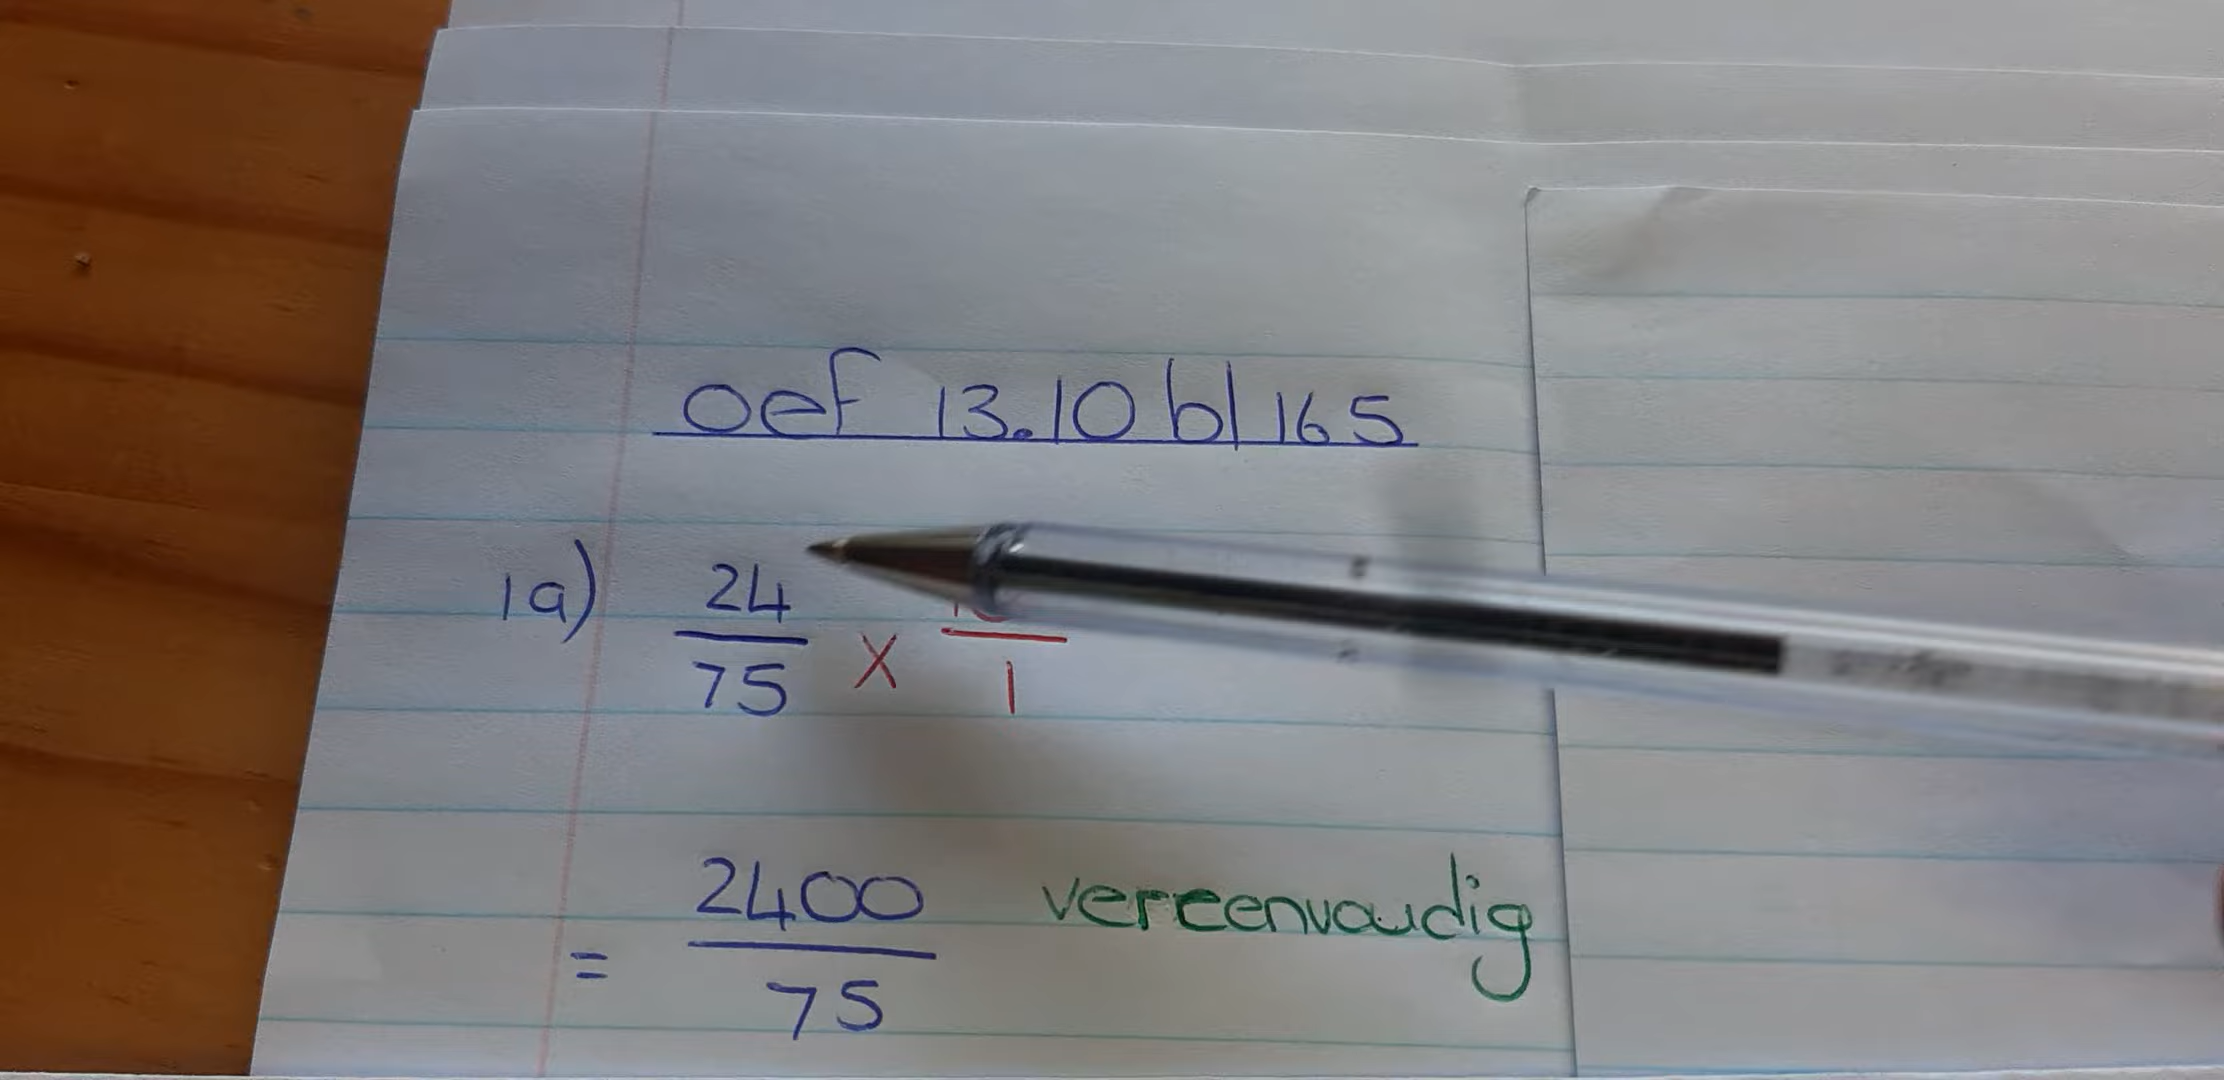 oef 13.10 bl 165
1a) 24/75 x /1
= 2400/75 vereenvoudig